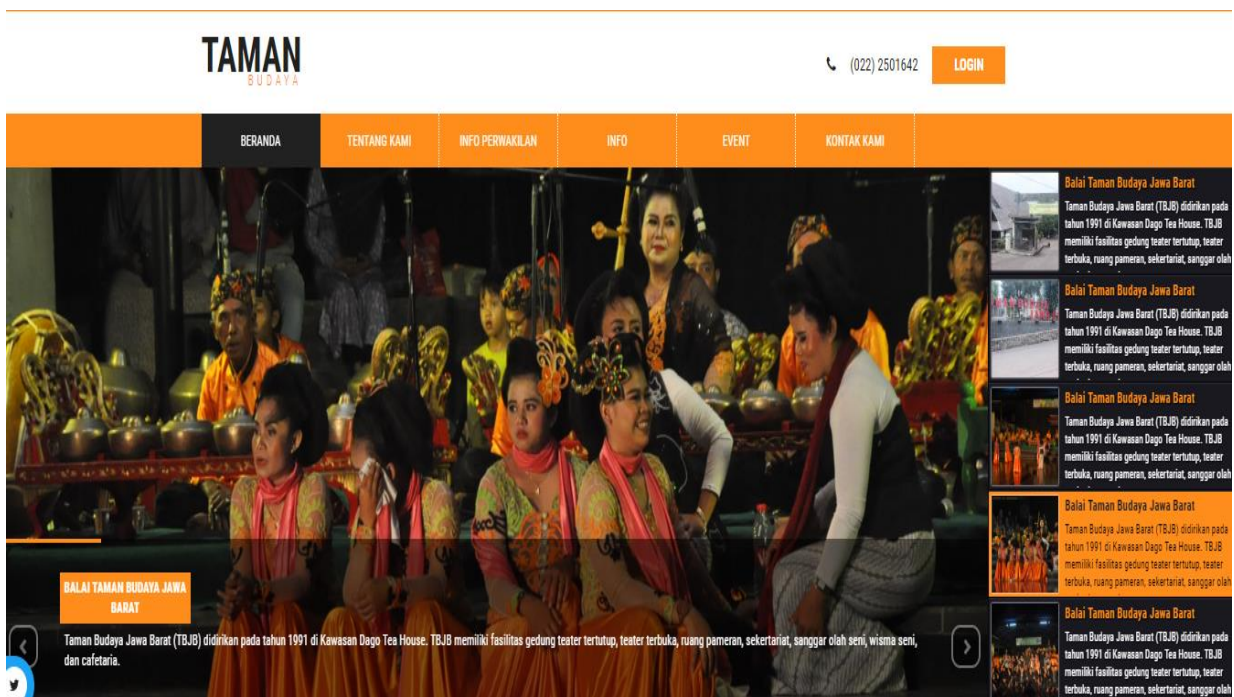 TAMAN
BUDAYA
(022) 2501642
LOGIN
BERANDA
TENTANG KAMI
INFO PERWAKILAN
INFO
EVENT
KONTAK KAMI
BALAI TAMAN BUDAYA JAWA
BARAT
Taman Budaya Jawa Barat (TBJB) didirikan pada tahun 1991 di Kawasan Dago Tea House. TBJB memiliki fasilitas gedung teater tertutup, teater terbuka, ruang pameran, sekertariat, sanggar olah seni, wisma seni,
dan cafetaria.
Balai Taman Budaya Jawa Barat
Taman Budaya Jawa Barat (TBJB) didirikan pada
tahun 1991 di Kawasan Dago Tea House. TBJB
memiliki fasilitas gedung teater tertutup, teater
terbuka, ruang pameran, sekertariat, sanggar olah
Balai Taman Budaya Jawa Barat
Taman Budaya Jawa Barat (TBJB) didirikan pada
tahun 1991 di Kawasan Dago Tea House. TBJB
memiliki fasilitas gedung teater tertutup, teater
terbuka, ruang pameran, sekertariat, sanggar olah
Balai Taman Budaya Jawa Barat
Taman Budaya Jawa Barat (TBJB) didirikan pada
tahun 1991 di Kawasan Dago Tea House. TBJB
memiliki fasilitas gedung teater tertutup, teater
terbuka, ruang pameran, sekertariat, sanggar olah
Balai Taman Budaya Jawa Barat
Taman Budaya Jawa Barat (TBJB) didirikan pada
tahun 1991 di Kawasan Dago Tea House. TBJB
memiliki fasilitas gedung teater tertutup, teater
terbuka, ruang pameran, sekertariat, sanggar olah
Balai Taman Budaya Jawa Barat
Taman Budaya Jawa Barat (TBJB) didirikan pada
tahun 1991 di Kawasan Dago Tea House. TBJB
memiliki fasilitas gedung teater tertutup, teater
terbuka, ruang pameran, sekertariat, sanggar olah